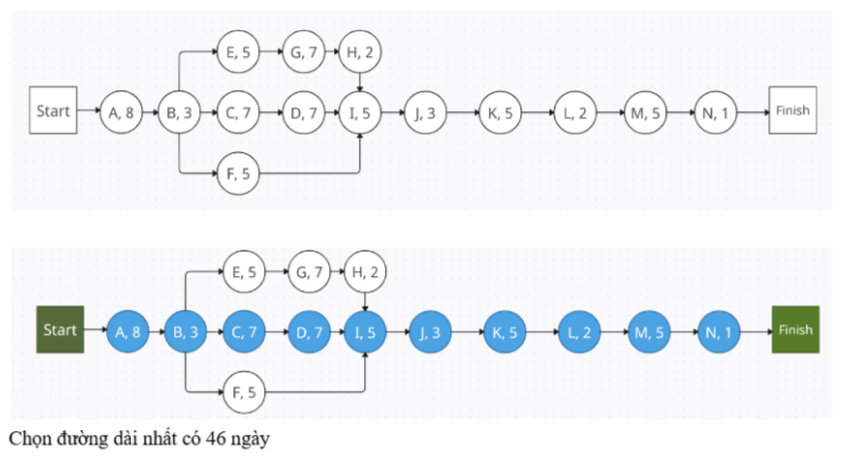 E, 5 G, 7 H, 2
Start A, 8 B, 3 C, 7 D, 7 I, 5 J, 3 K, 5 L, 2 M, 5 N, 1 Finish
F, 5
E, 5 G, 7 H, 2
Start A, 8 B, 3 C, 7 D, 7 I, 5 J, 3 K, 5 L, 2 M, 5 N, 1 Finish
F, 5
Chọn đường dài nhất có 46 ngày